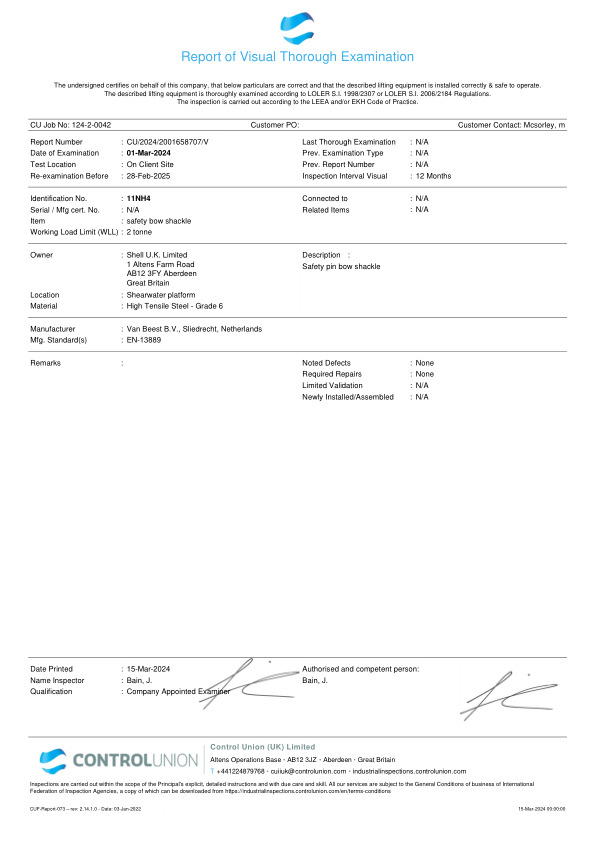 Report of Visual Thorough Examination
The undersigned certifies on behalf of this company, that below particulars are correct and that the described lifting equipment is installed correctly & safe to operate.
The described lifting equipment is thoroughly examined according to LOLER S.I. 1998/2307 or LOLER S.I. 2006/2184 Regulations.
The inspection is carried out according to the LEEA and/or EKH Code of Practice.
CU Job No: 124-2-0042 Customer PO: Customer Contact: Mcsorley, m
Report Number : CU/2024/2001658707/V Last Thorough Examination : N/A
Date of Examination : 01-Mar-2024 Prev. Examination Type : N/A
Test Location : On Client Site Prev. Report Number : N/A
Re-examination Before : 28-Feb-2025 Inspection Interval Visual : 12 Months
Identification No. : 11NH4 Connected to : N/A
Serial / Mfg cert. No. : N/A Related Items : N/A
Item : safety bow shackle
Working Load Limit (WLL) : 2 tonne
Owner : Shell U.K. Limited Description :
1 Altens Farm Road Safety pin bow shackle
AB12 3FY Aberdeen
Great Britain
Location : Shearwater platform
Material : High Tensile Steel - Grade 6
Manufacturer : Van Beest B.V., Sliedrecht, Netherlands
Mfg. Standard(s) : EN-13889
Remarks : Noted Defects : None
Required Repairs : None
Limited Validation : N/A
Newly Installed/Assembled : N/A
Date Printed : 15-Mar-2024 Authorised and competent person:
Name Inspector : Bain, J. Bain, J.
Qualification : Company Appointed Examiner
CONTROLUNION
Control Union (UK) Limited
Altens Operations Base - AB12 3JZ - Aberdeen - Great Britain
T +441224879768 - cuiiuk@controlunion.com - industrialinspections.controlunion.com
Inspections are carried out within the scope of the Principal's explicit, detailed instructions and with due care and skill. All our services are subject to the General Conditions of business of International
Federation of Inspection Agencies, a copy of which can be downloaded from https://industrialinspections.controlunion.com/en/terms-conditions
CUF-Report-073 – rev: 2.14.1.0 - Date: 03-Jun-2022 15-Mar-2024 00:00:00